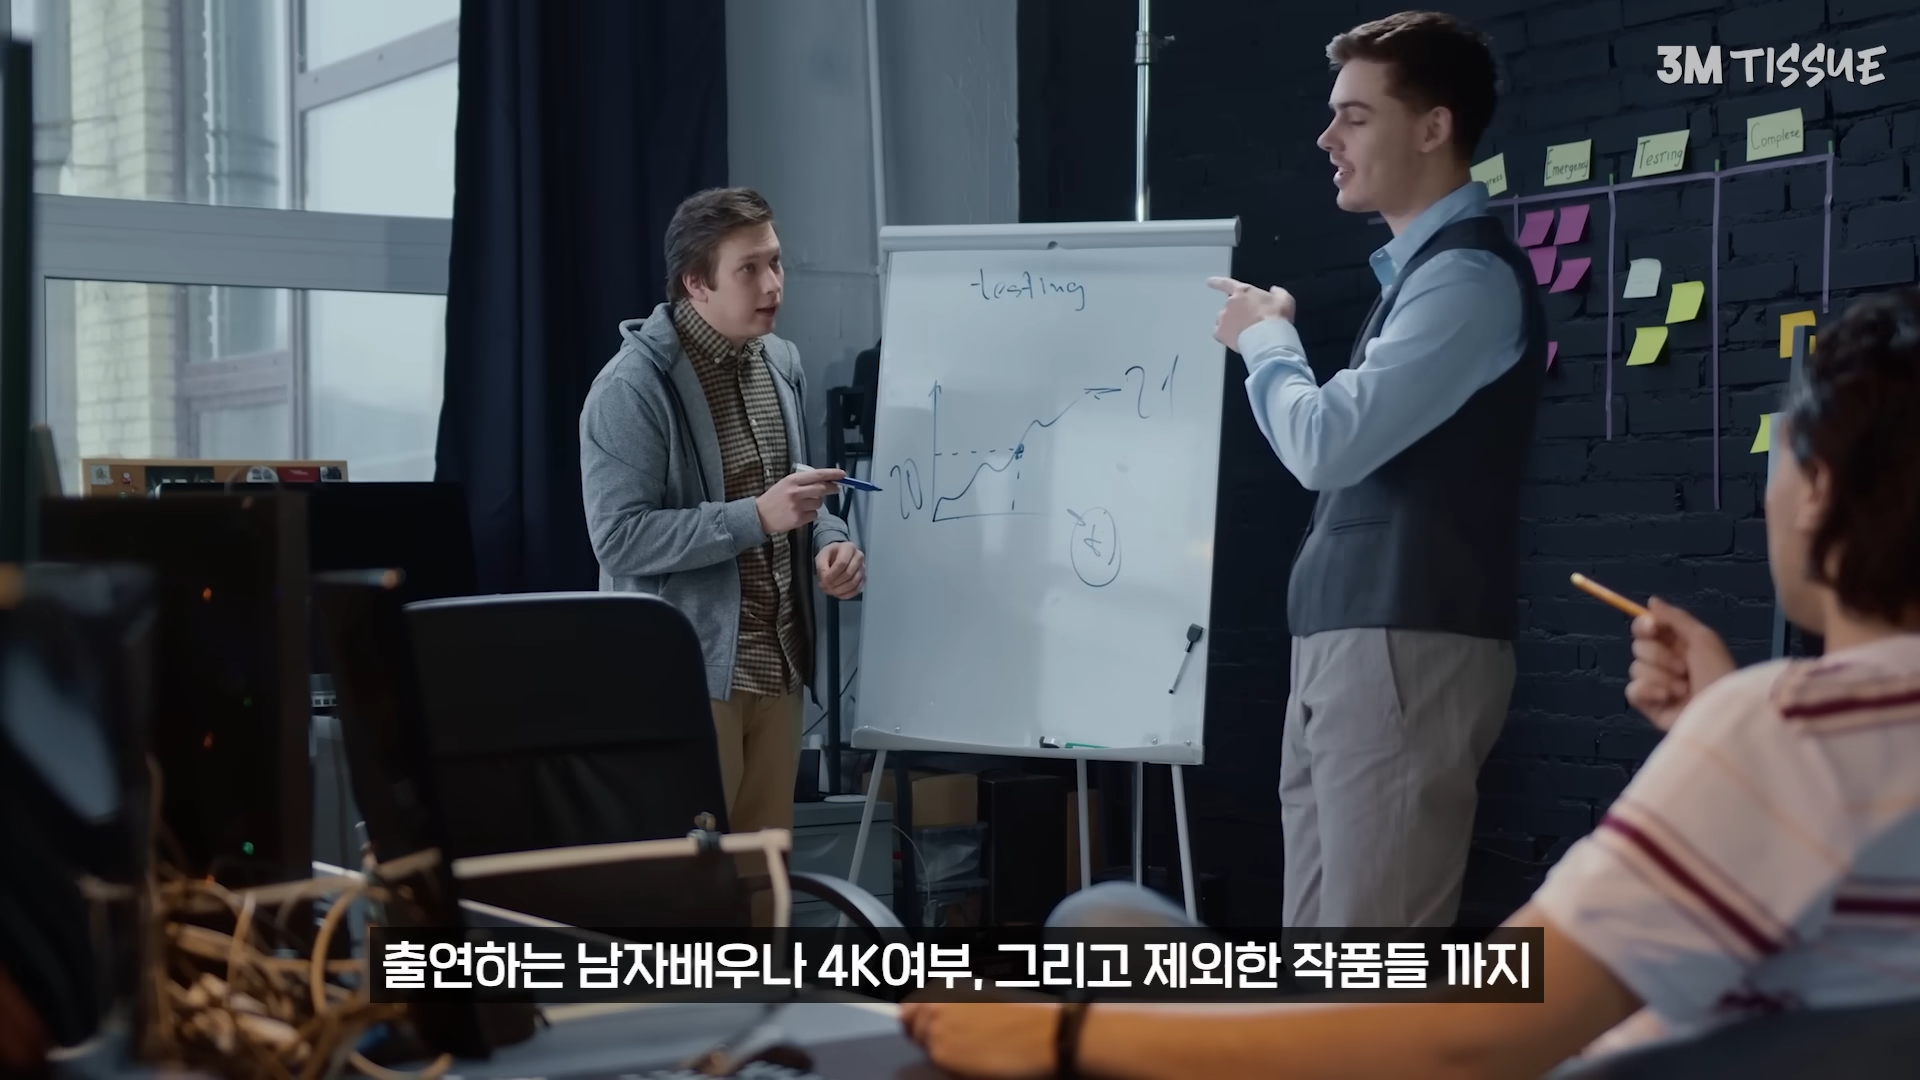 3M TISSUE
Emergency
Testing
Complete
testing
21
20
출연하는 남자배우나 4K여부, 그리고 제외한 작품들 까지